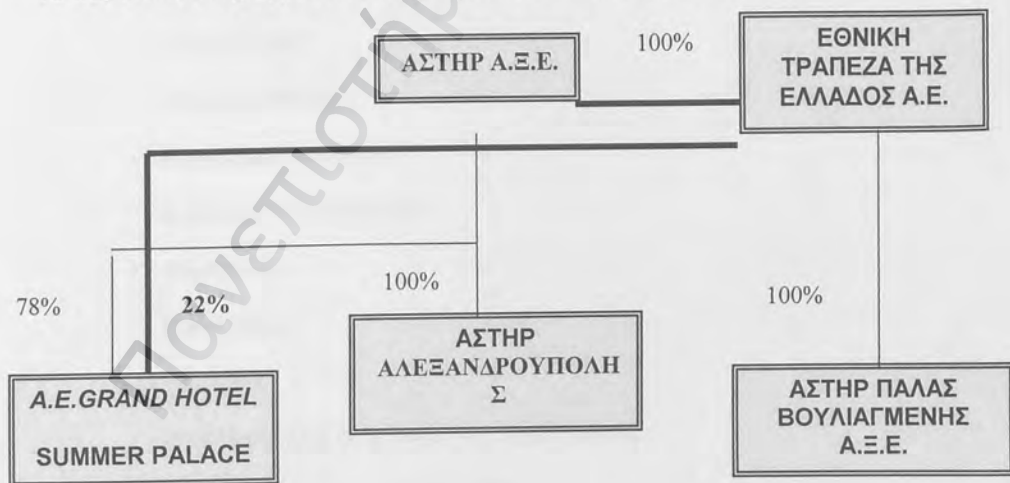 ΑΣΤΗΡ Α.Ξ.Ε.
100%
ΕΘΝΙΚΗ
ΤΡΑΠΕΖΑ ΤΗΣ
ΕΛΛΑΔΟΣ Α.Ε.
78%
22%
100%
100%
Α.Ε.GRAND HOTEL
SUMMER PALACE
ΑΣΤΗΡ
ΑΛΕΞΑΝΔΡΟΥΠΟΛΗ
Σ
ΑΣΤΗΡ ΠΑΛΑΣ
ΒΟΥΛΙΑΓΜΕΝΗΣ
Α.Ξ.Ε.
Πανεπιστήμ